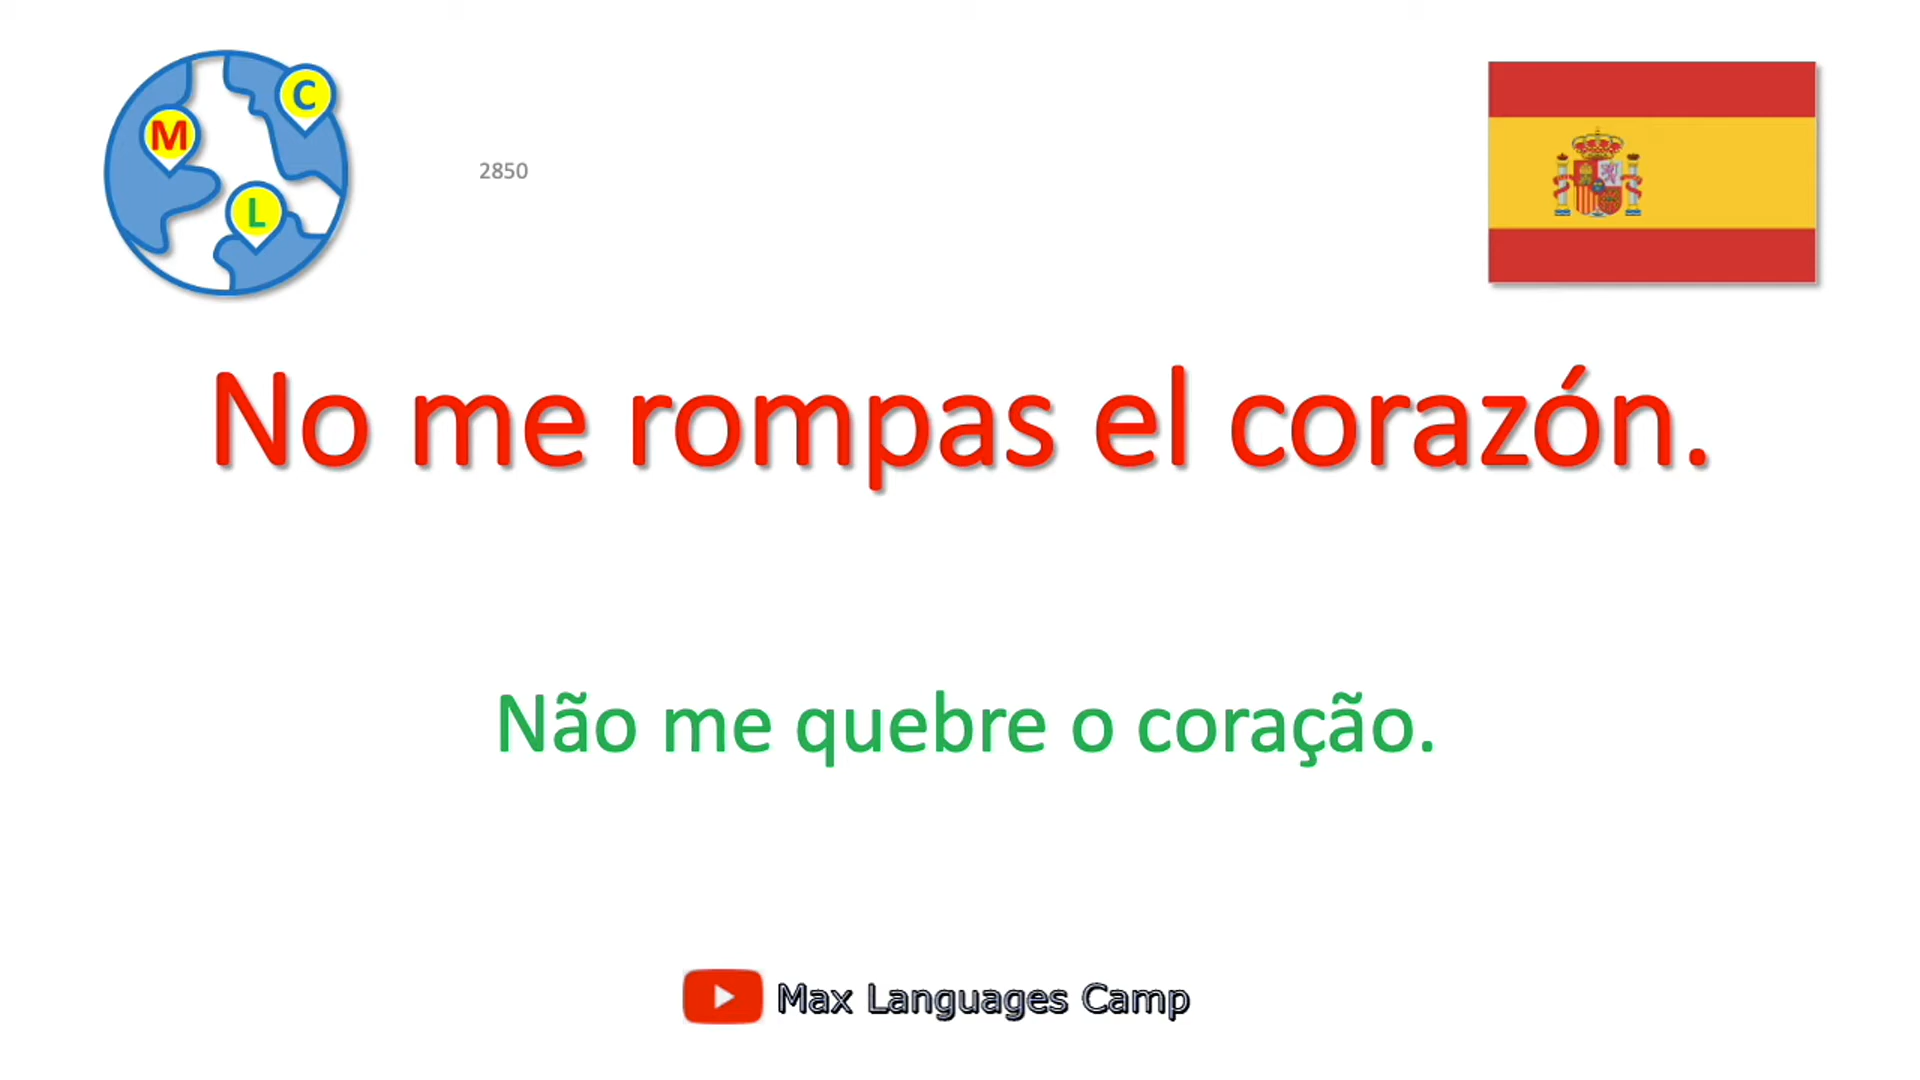 M
C
L
2850
No me rompas el corazón.
Não me quebre o coração.
Max Languages Camp